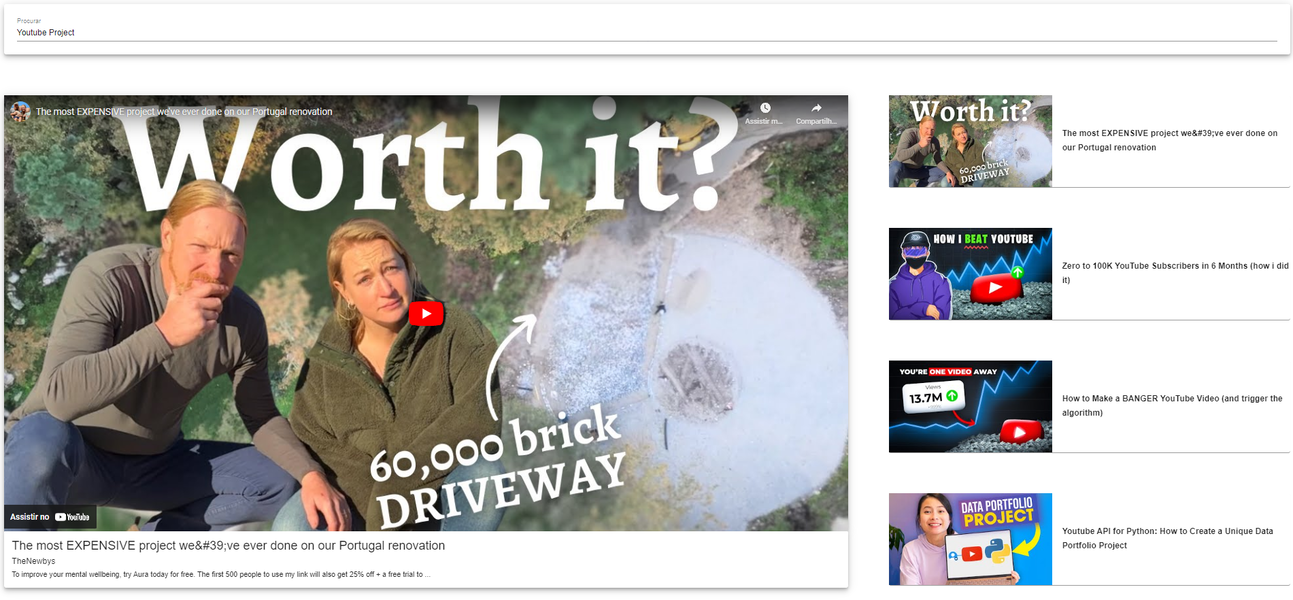 Procurar
Youtube Project
The most EXPENSIVE project we've ever done on our Portugal renovation
Assistir m...
Compartilh...
Worth it?
60,000 brick
DRIVEWAY
Assistir no YouTube
The most EXPENSIVE project we&#39;ve ever done on our Portugal renovation
TheNewbys
To improve your mental wellbeing, try Aura today for free. The first 500 people to use my link will also get 25% off + a free trial to ...
Worth it?
60,000 brick
DRIVEWAY
The most EXPENSIVE project we&#39;ve ever done on
our Portugal renovation
HOW I BEAT YOUTUBE
Zero to 100K YouTube Subscribers in 6 Months (how i did
it)
YOU'RE ONE VIDEO AWAY
Views
13.7M
How to Make a BANGER YouTube Video (and trigger the
algorithm)
DATA PORTFOLIO
PROJECT
Youtube API for Python: How to Create a Unique Data
Portfolio Project